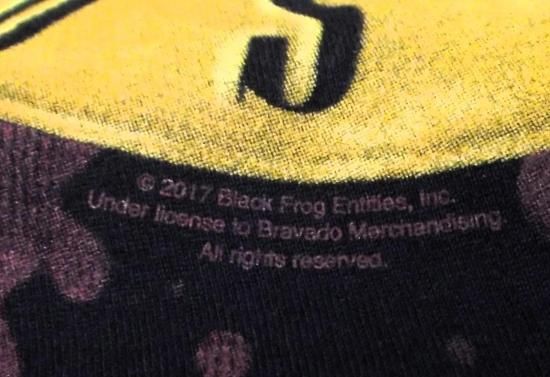 S
© 2017 Black Frog Entities, Inc.
Under license to Bravado Merchandising.
All rights reserved.